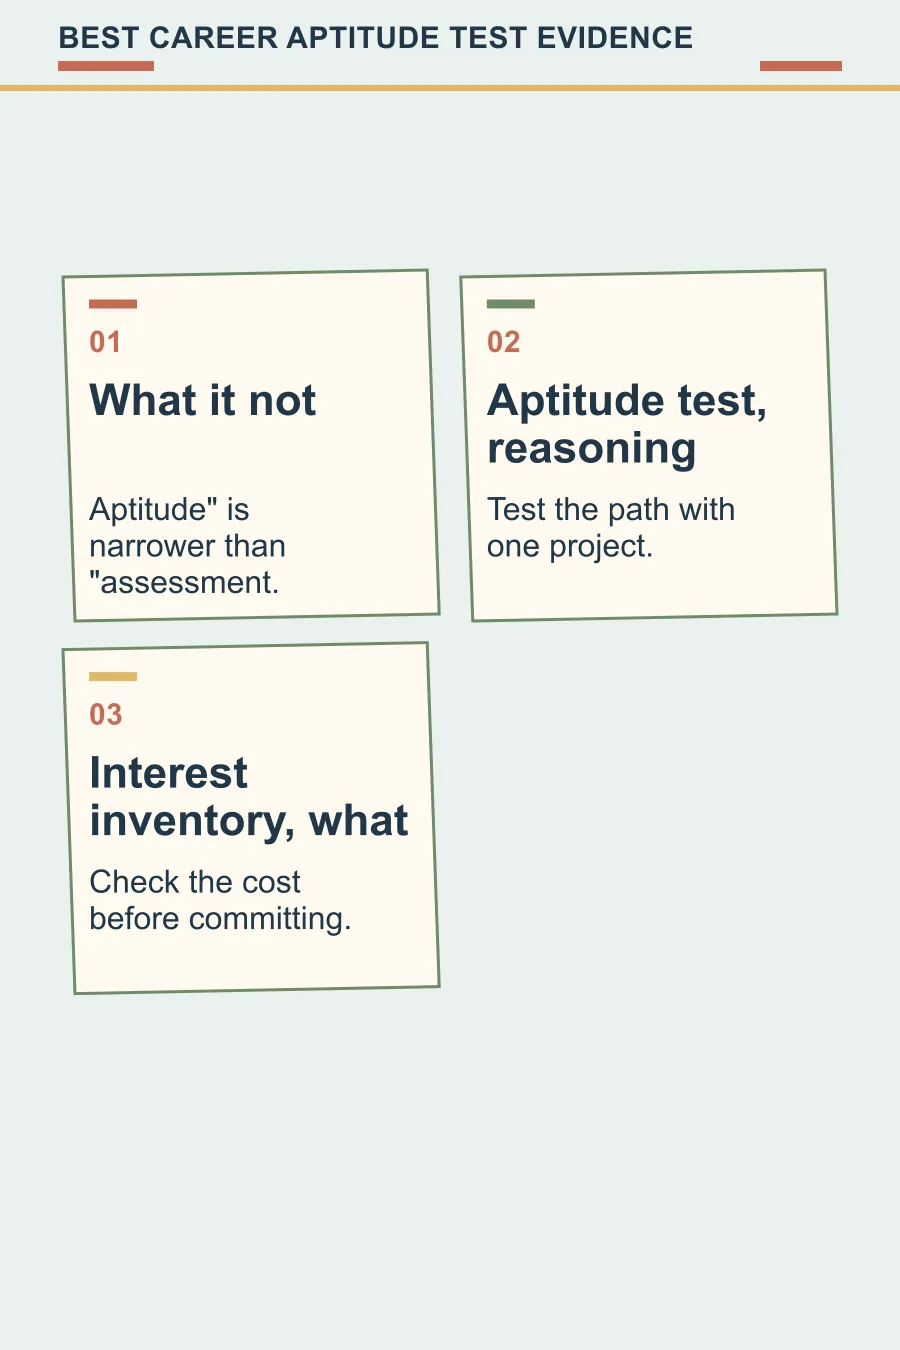 BEST CAREER APTITUDE TEST EVIDENCE
01
What it not
Aptitude" is
narrower than
"assessment.
02
Aptitude test,
reasoning
Test the path with
one project.
03
Interest
inventory, what
Check the cost
before committing.